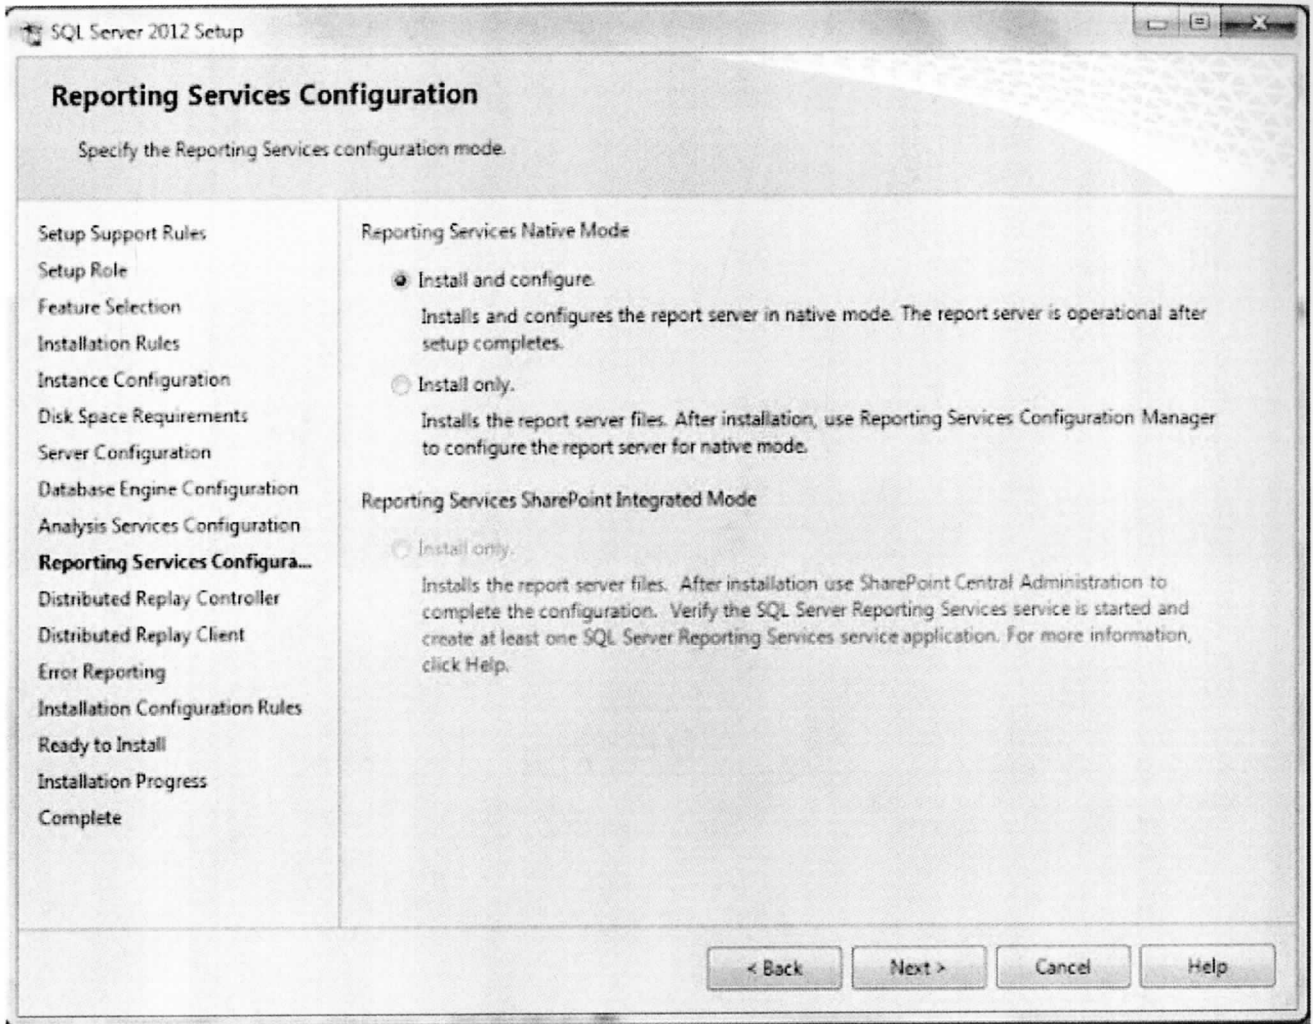 SQL Server 2012 Setup
Reporting Services Configuration
Specify the Reporting Services configuration mode.
Setup Support Rules
Setup Role
Feature Selection
Installation Rules
Instance Configuration
Disk Space Requirements
Server Configuration
Database Engine Configuration
Analysis Services Configuration
Reporting Services Configura...
Distributed Replay Controller
Distributed Replay Client
Error Reporting
Installation Configuration Rules
Ready to Install
Installation Progress
Complete
Reporting Services Native Mode
Install and configure.
Installs and configures the report server in native mode. The report server is operational after
setup completes.
Install only.
Installs the report server files. After installation, use Reporting Services Configuration Manager
to configure the report server for native mode.
Reporting Services SharePoint Integrated Mode
Install only.
Installs the report server files. After installation use SharePoint Central Administration to
complete the configuration. Verify the SQL Server Reporting Services service is started and
create at least one SQL Server Reporting Services service application. For more information,
click Help.
< Back
Next >
Cancel
Help